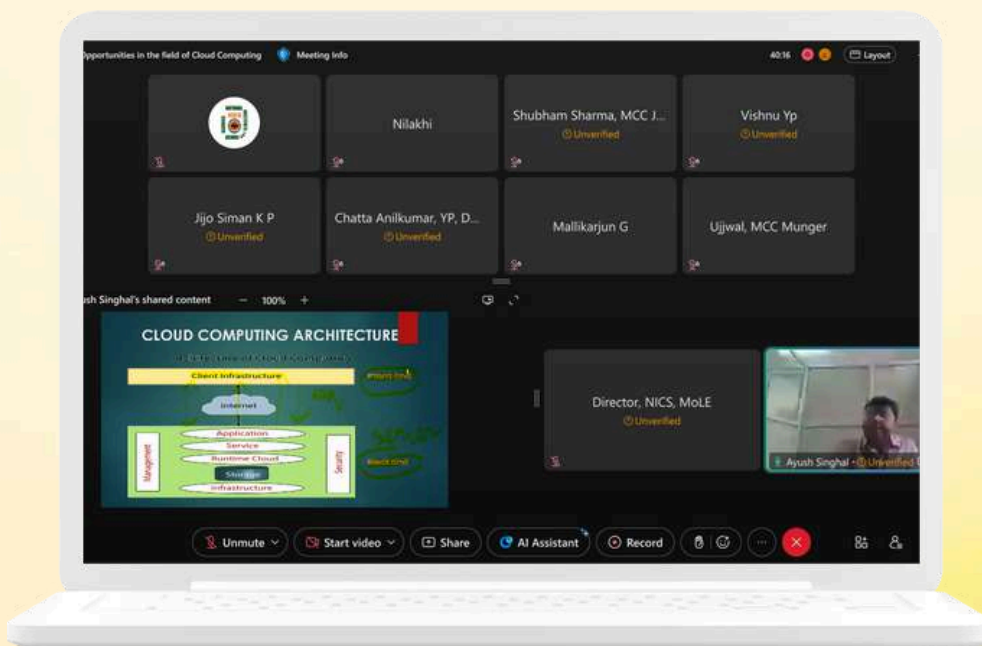 Opportunities in the field of Cloud Computing Meeting Info 40:16 Layout
Nilakhi
Shubham Sharma, MCC J...
Unverified
Vishnu Yp
Unverified
Jijo Siman K P
Unverified
Chatta Anilkumar, YP, D...
Unverified
Mallikarjun G
Ujjwal, MCC Munger
ush Singhal's shared content − 100% +
CLOUD COMPUTING ARCHITECTURE
Client Infrastructure
Internet
Application
Service
Runtime Cloud
Storage
Infrastructure
Management
Security
Director, NICS, MoLE
Unverified
Ayush Singhal
Unmute Start video Share AI Assistant Record